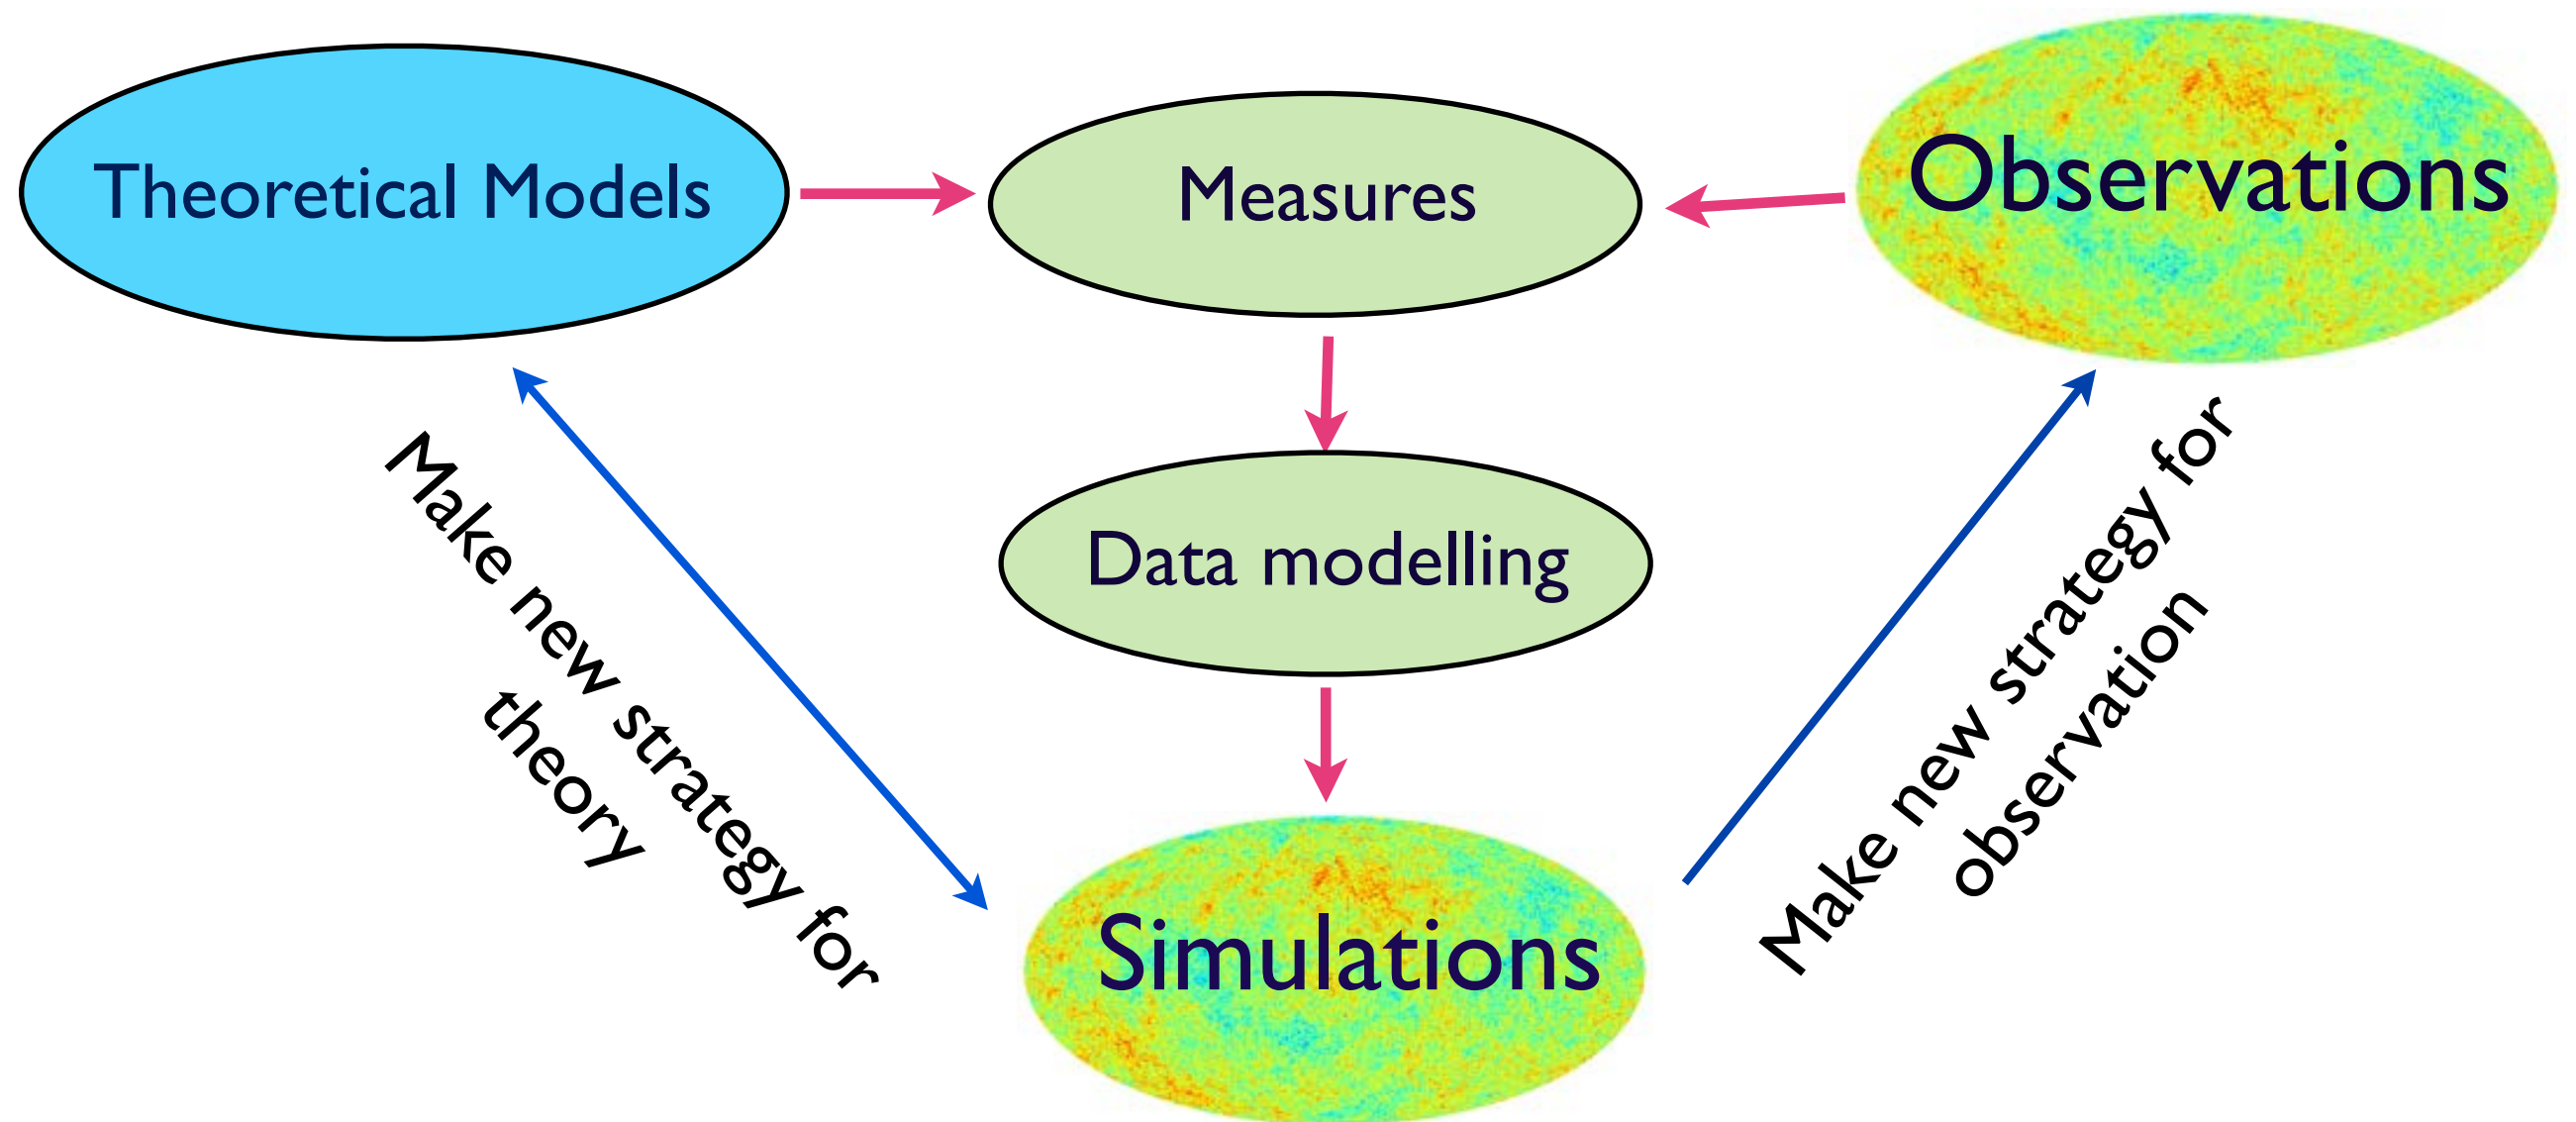 Theoretical Models
Measures
Observations
Data modelling
Make new strategy for
theory
Make new strategy for
observation
Simulations